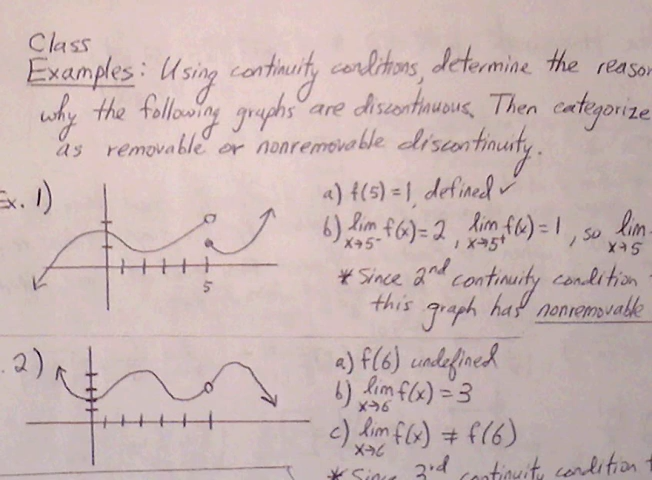 Class
Examples: Using continuity conditions, determine the reason
why the following graphs are discontinuous. Then categorize
as removable or nonremovable discontinuity.
Ex. 1)
a) f(5) = 1, defined ✓
b) lim x→5⁻ f(x) = 2, lim x→5⁺ f(x) = 1, so lim x→5
* Since 2nd continuity condition
this graph has nonremovable
5
2)
a) f(6) undefined
b) lim x→6 f(x) = 3
c) lim x→6 f(x) ≠ f(6)
* Since 3rd continuity condition